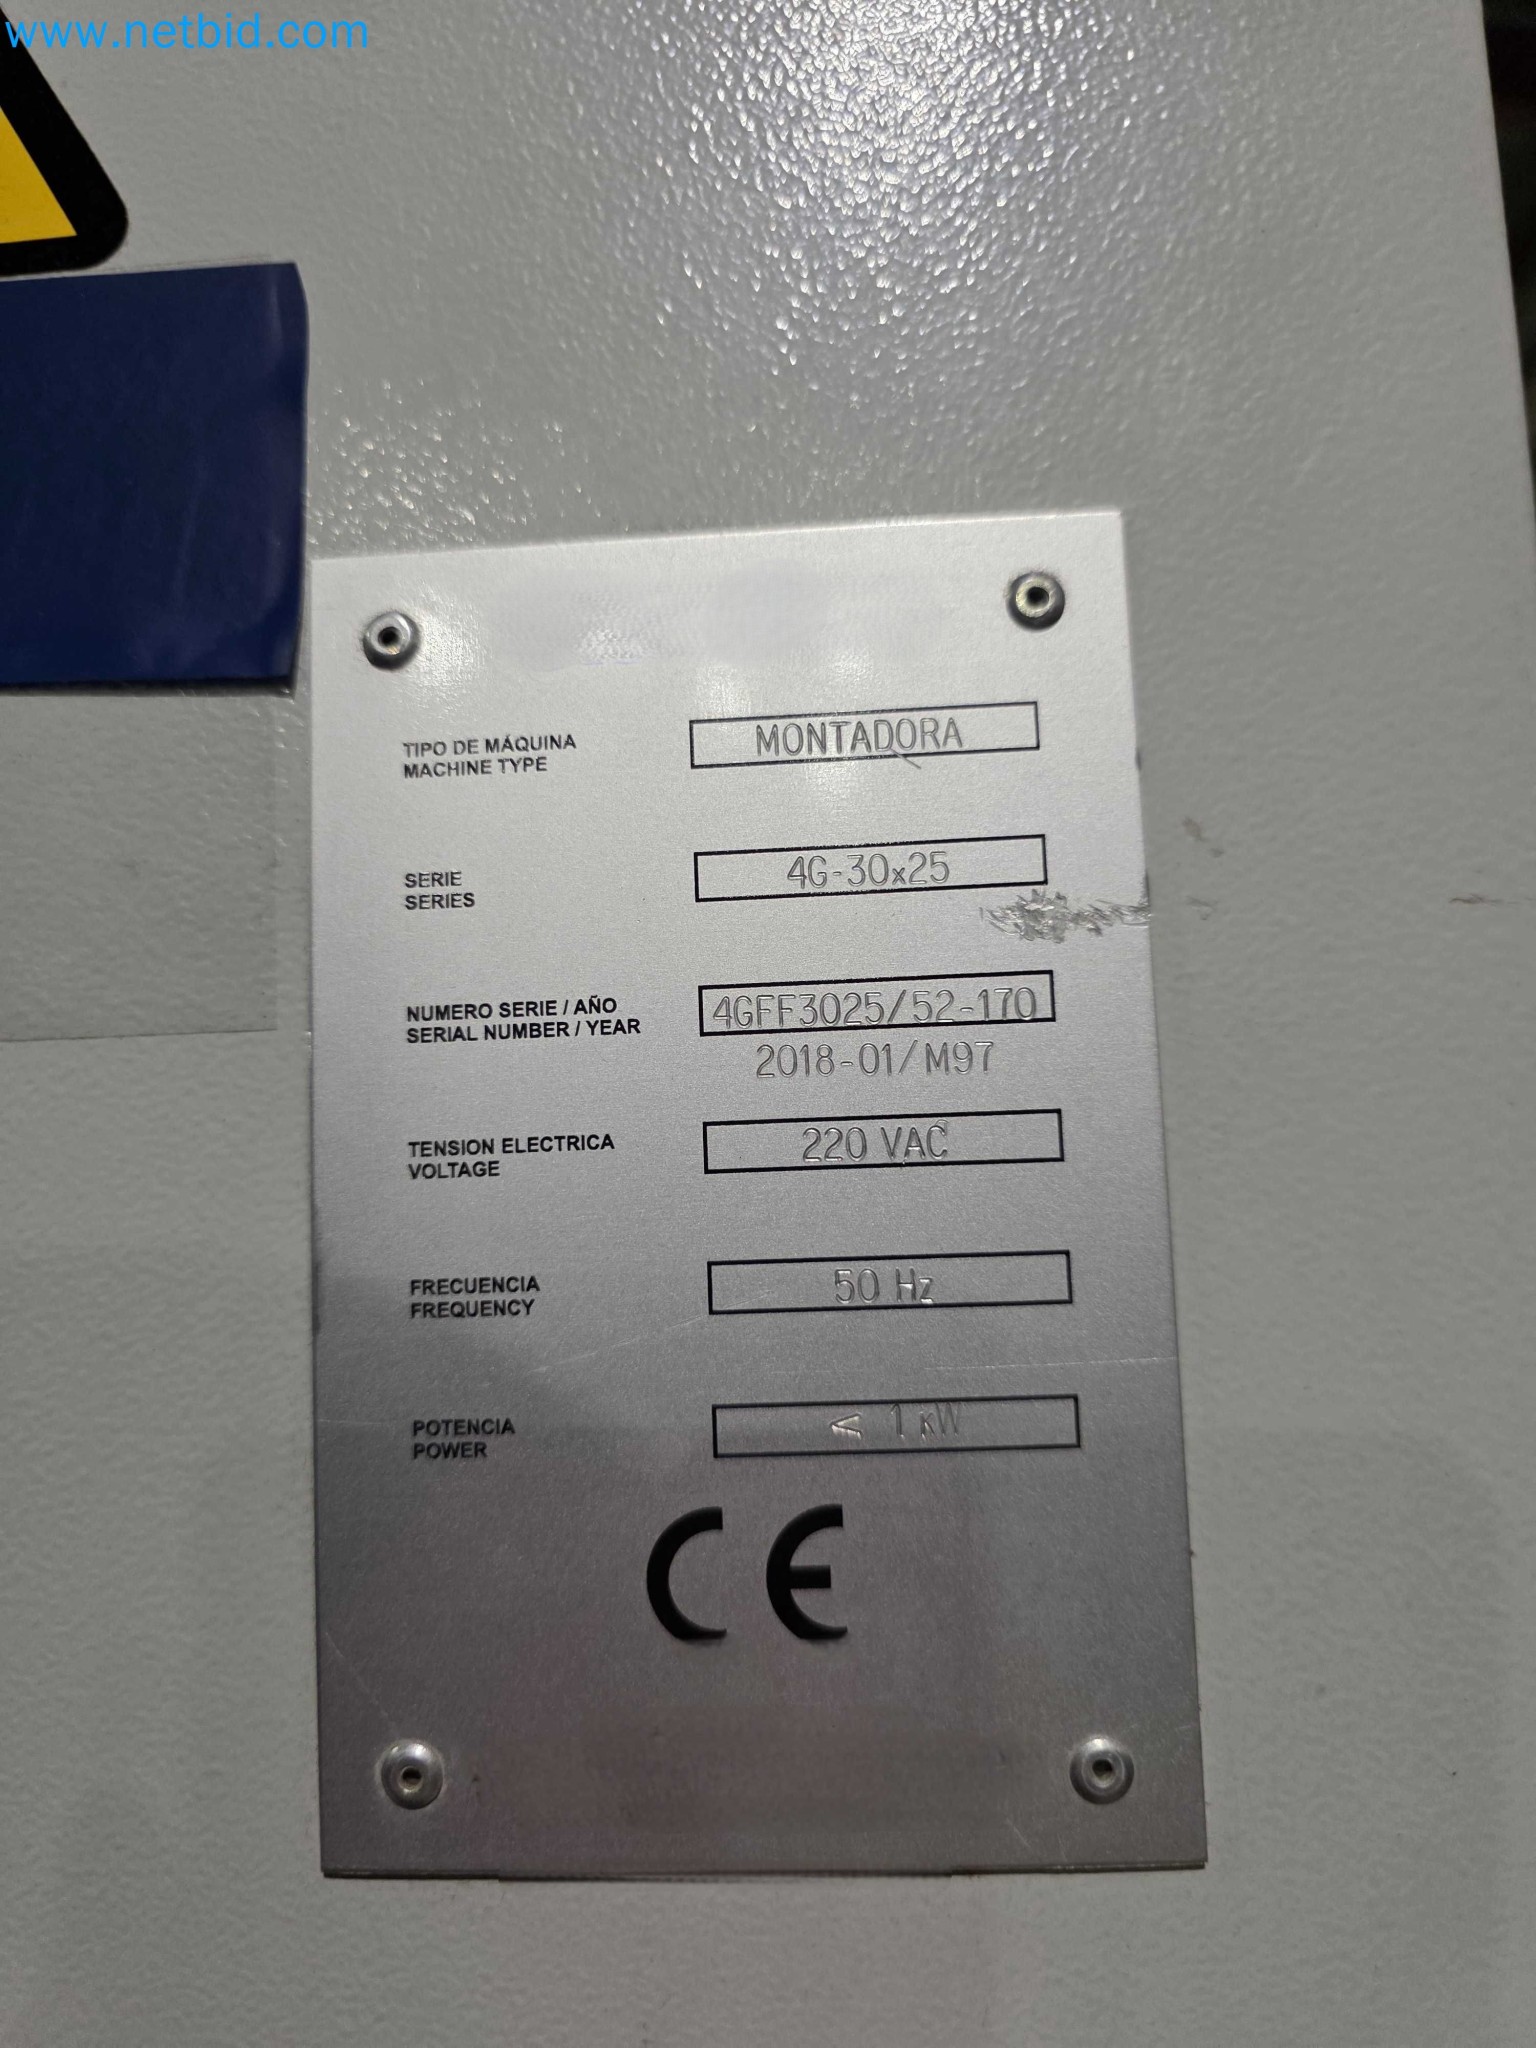 www.netbid.com
TIPO DE MÁQUINA
MACHINE TYPE
MONTADORA
SERIE
SERIES
4G-30x25
NUMERO SERIE / AÑO
SERIAL NUMBER / YEAR
4GFF3025/52-170
2018-01/M97
TENSION ELECTRICA
VOLTAGE
220 VAC
FRECUENCIA
FREQUENCY
50 Hz
POTENCIA
POWER
< 1 KW
CE